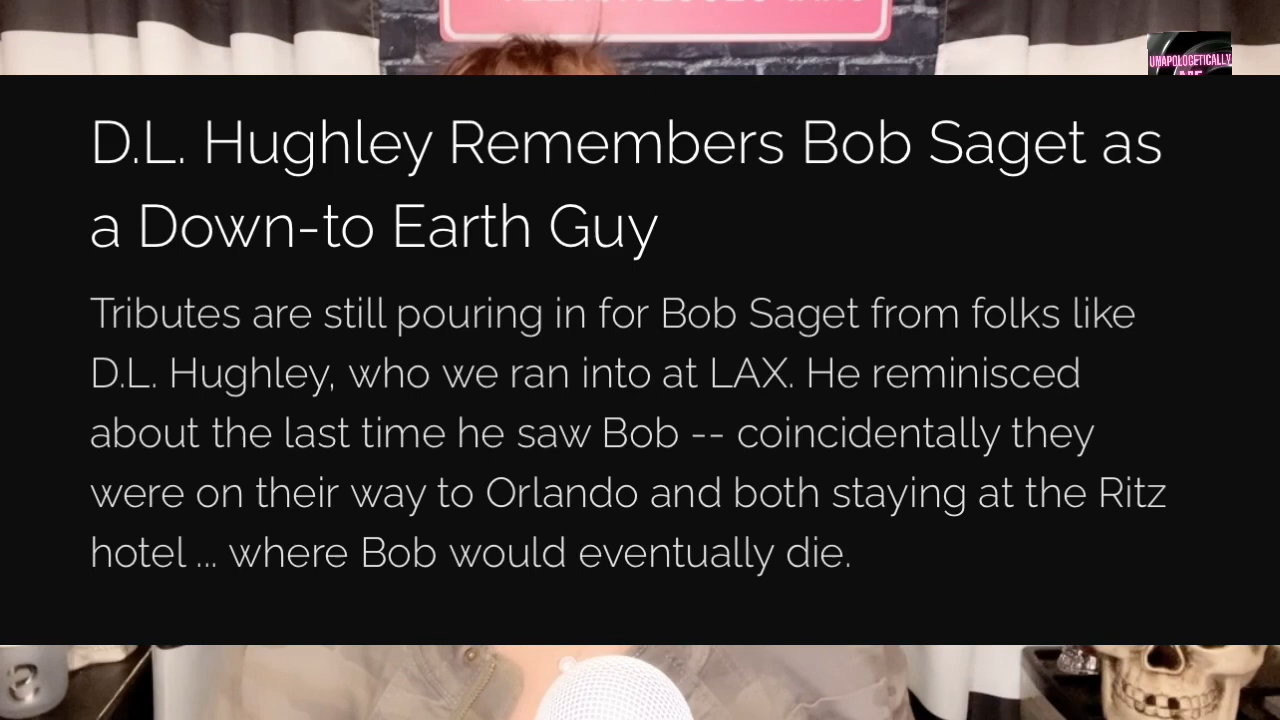 UNAPOLOGETICALLY
D.L. Hughley Remembers Bob Saget as
a Down-to Earth Guy
Tributes are still pouring in for Bob Saget from folks like
D.L. Hughley, who we ran into at LAX. He reminisced
about the last time he saw Bob -- coincidentally they
were on their way to Orlando and both staying at the Ritz
hotel ... where Bob would eventually die.